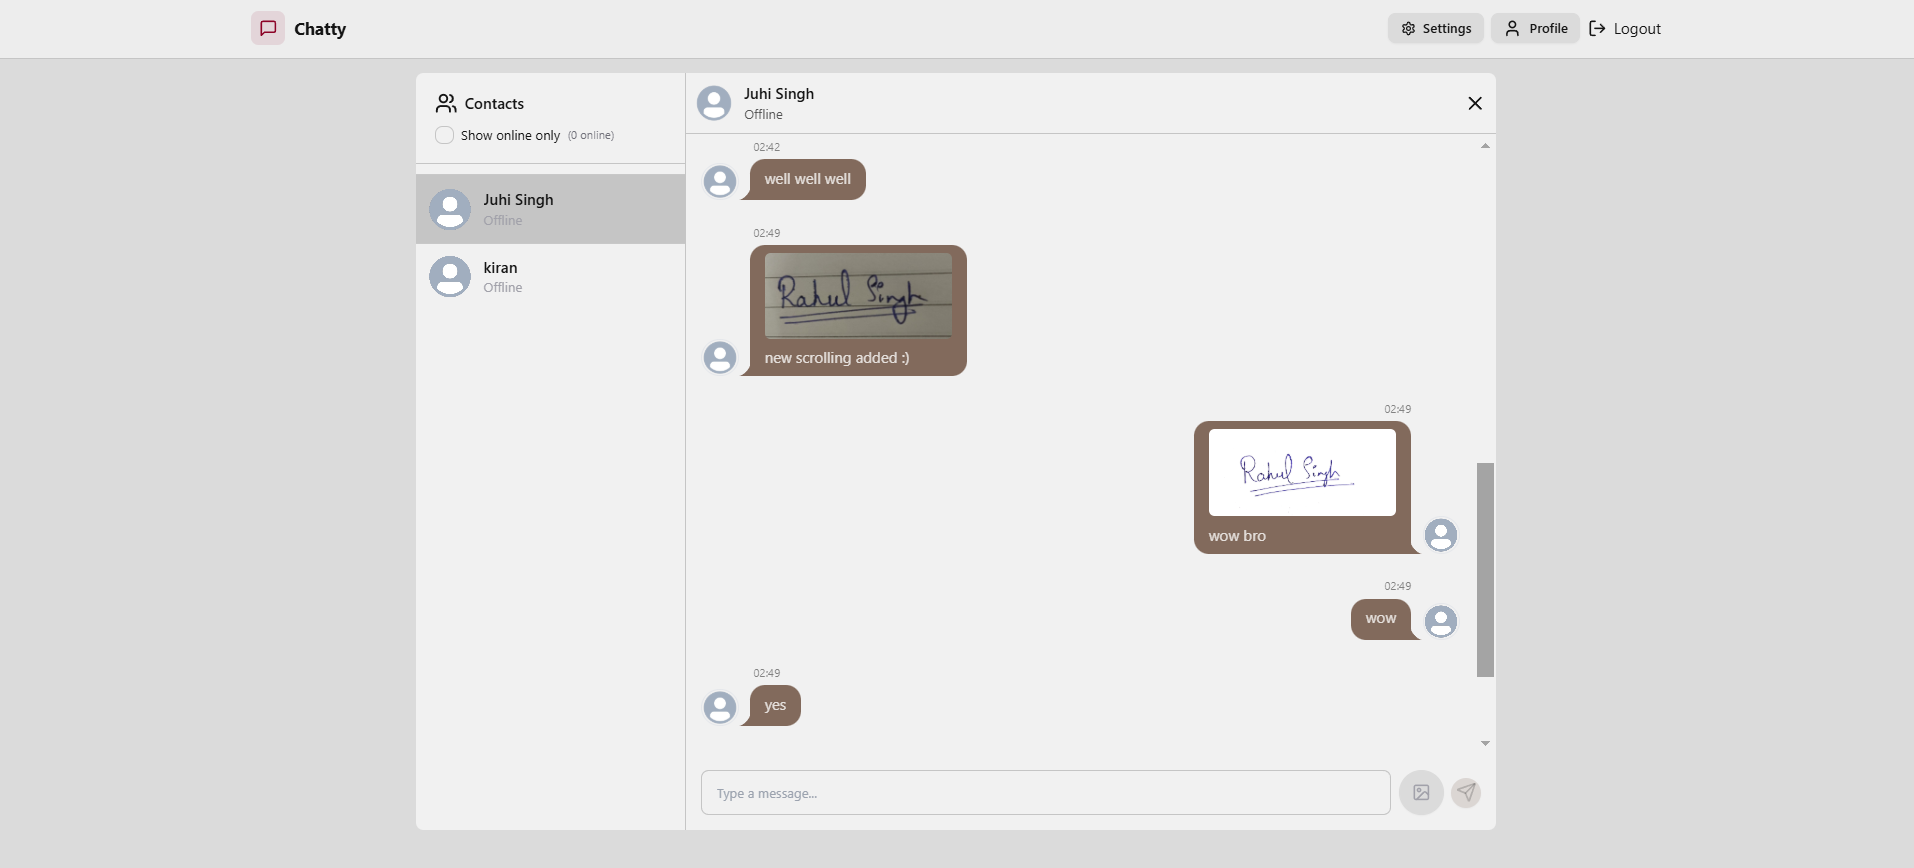 Chatty
Settings
Profile
Logout
Contacts
Show online only (0 online)
Juhi Singh
Offline
kiran
Offline
Juhi Singh
Offline
02:42
well well well
02:49
Rahul Singh
new scrolling added :)
02:49
Rahul Singh
wow bro
02:49
wow
02:49
yes
Type a message...